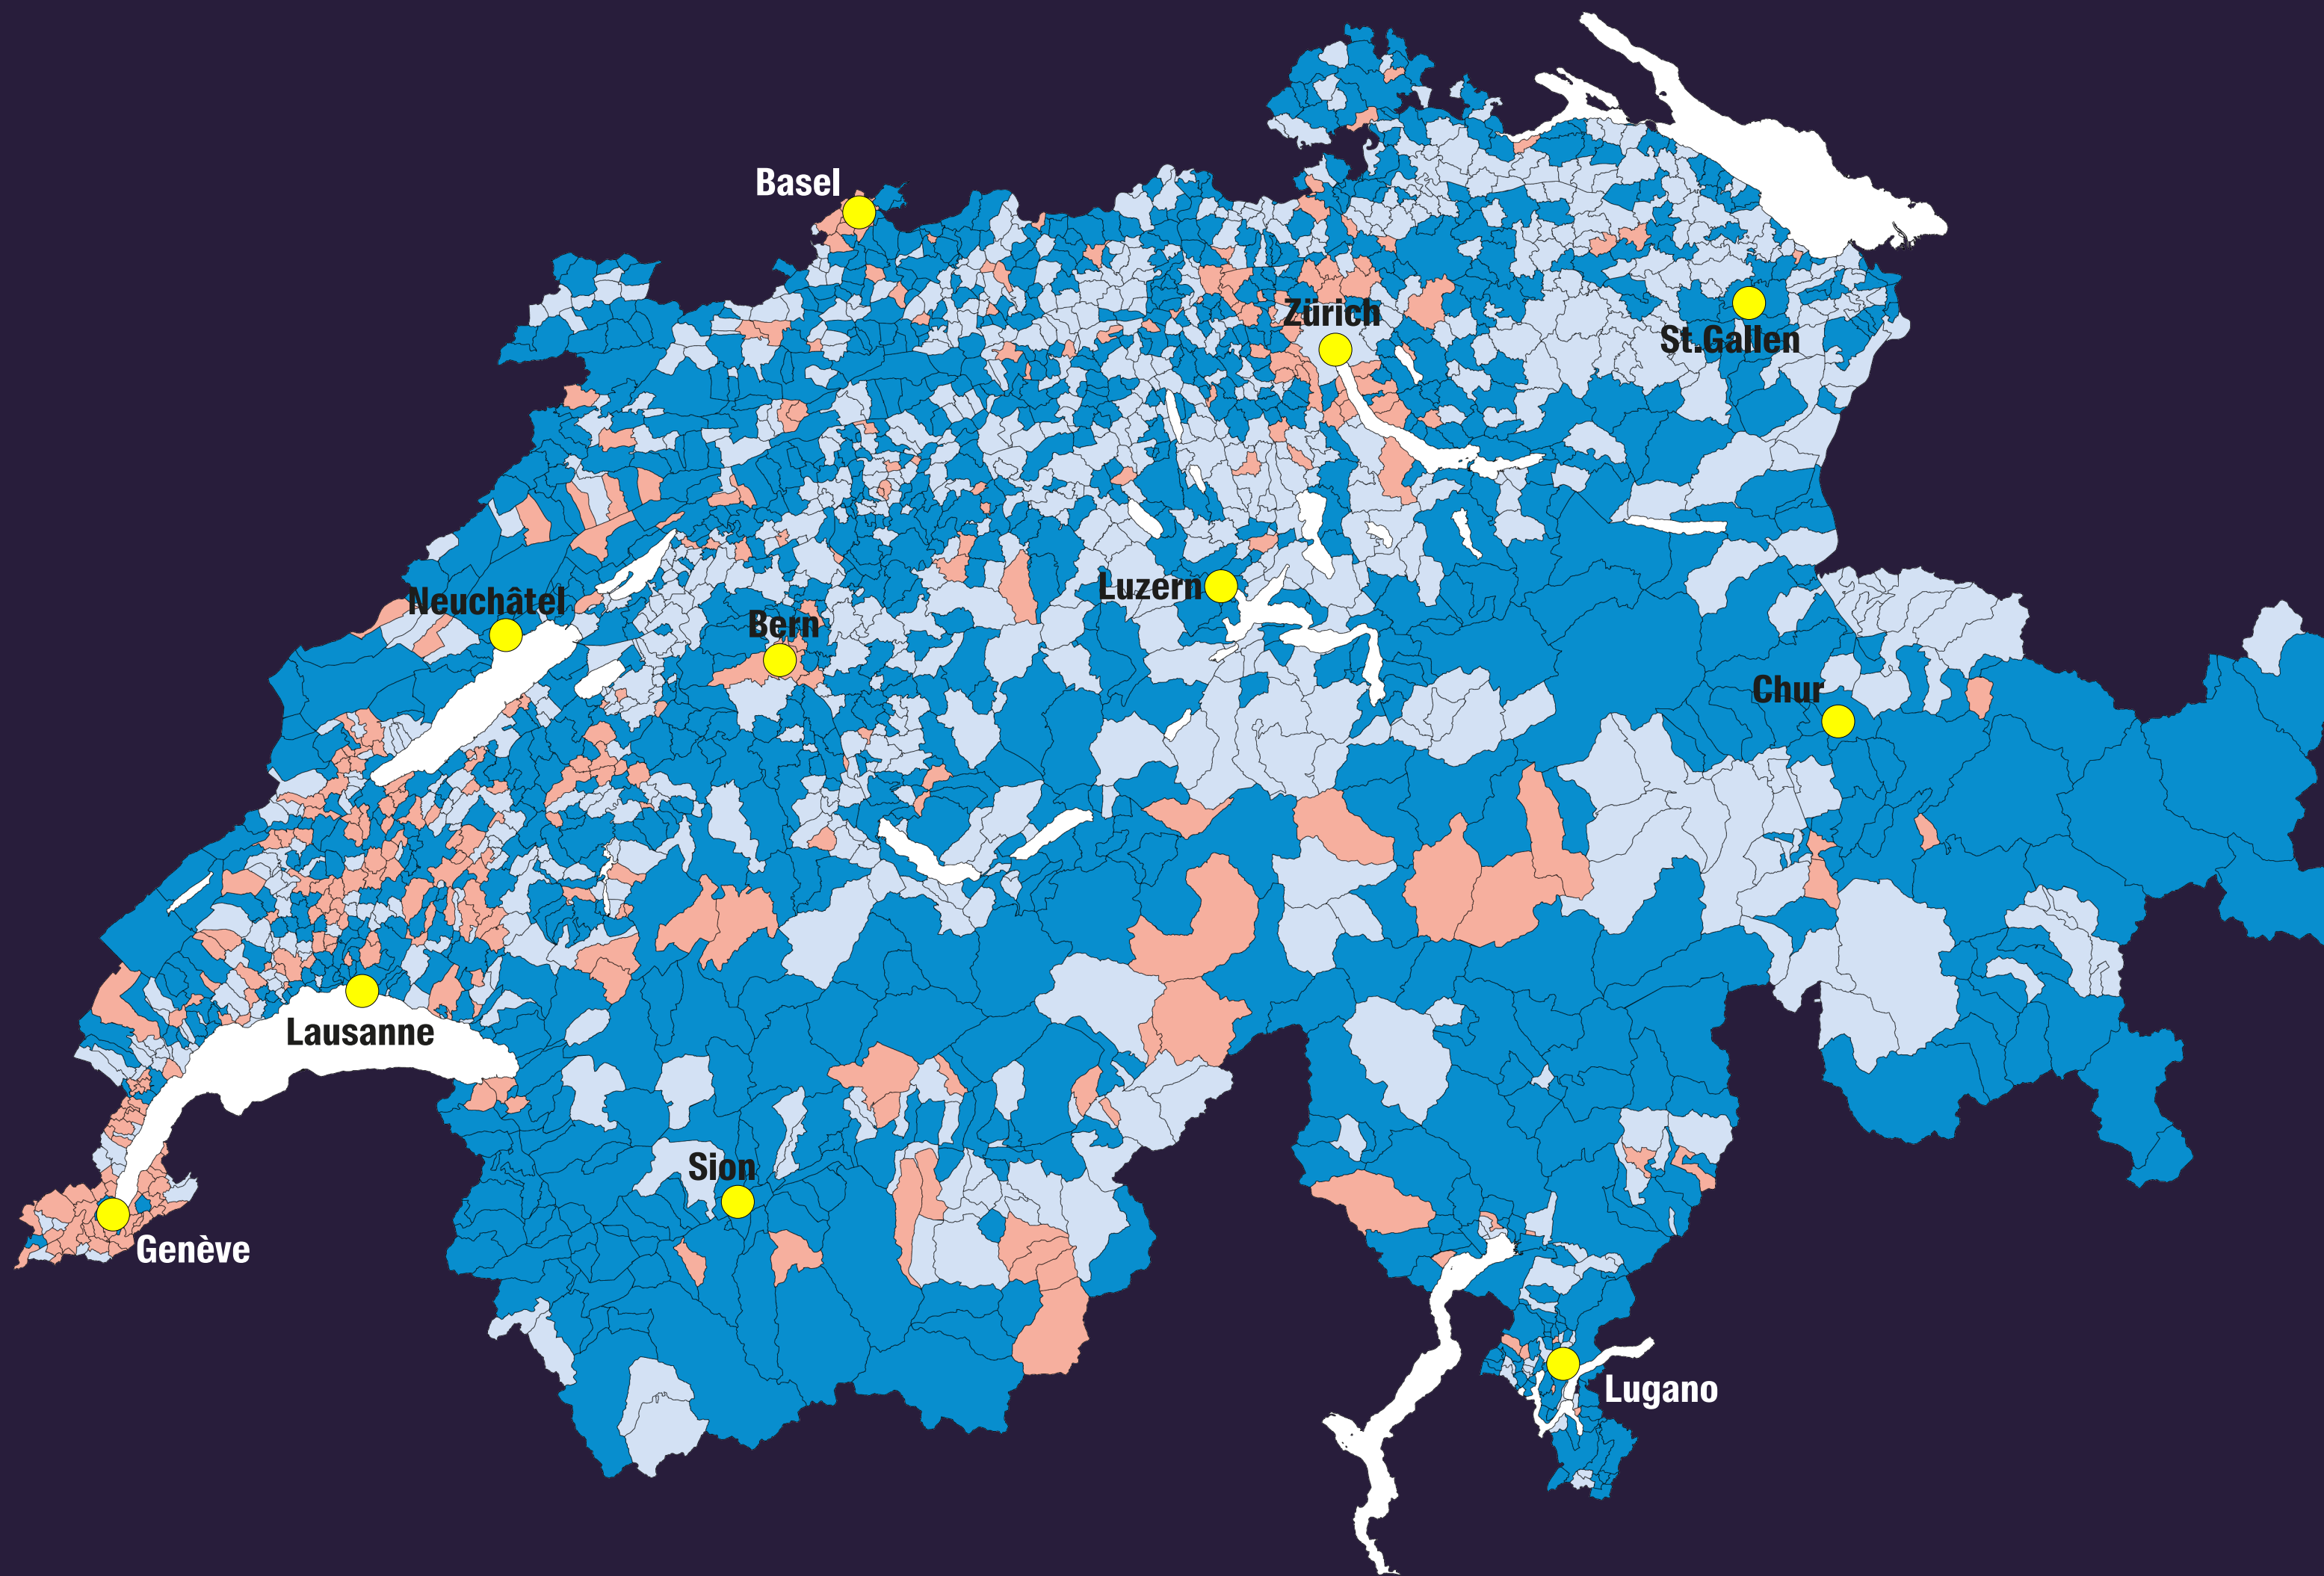 Basel
Zürich
St.Gallen
Neuchâtel
Luzern
Bern
Chur
Lausanne
Sion
Genève
Lugano